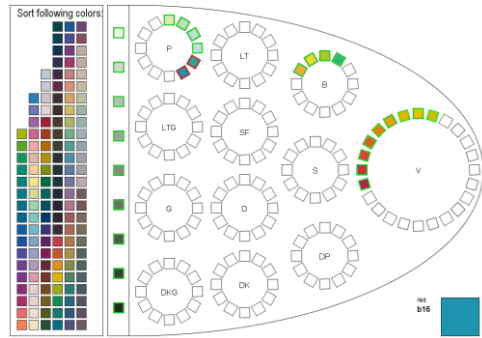 Sort following colors:
P
LT
B
LTG
SF
S
V
G
D
DP
DKG
DK
Hint:
b16